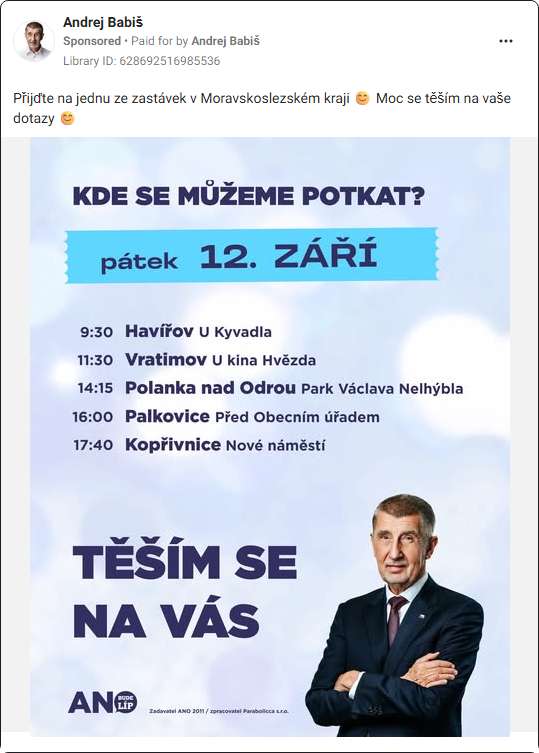 Andrej Babiš
Sponsored • Paid for by Andrej Babiš
Library ID: 628692516985536
Přijďte na jednu ze zastávek v Moravskoslezském kraji 😊 Moc se těším na vaše
dotazy 😊
KDE SE MŮŽEME POTKAT?
pátek 12. ZÁŘÍ
9:30 Havířov U Kyvadla
11:30 Vratimov U kina Hvězda
14:15 Polanka nad Odrou Park Václava Nelhýbla
16:00 Palkovice Před Obecním úřadem
17:40 Kopřivnice Nové náměstí
TĚŠÍM SE
NA VÁS
ANO BUDE LÍP
Zadavatel ANO 2011 / zpracovatel Parabolicca s.r.o.